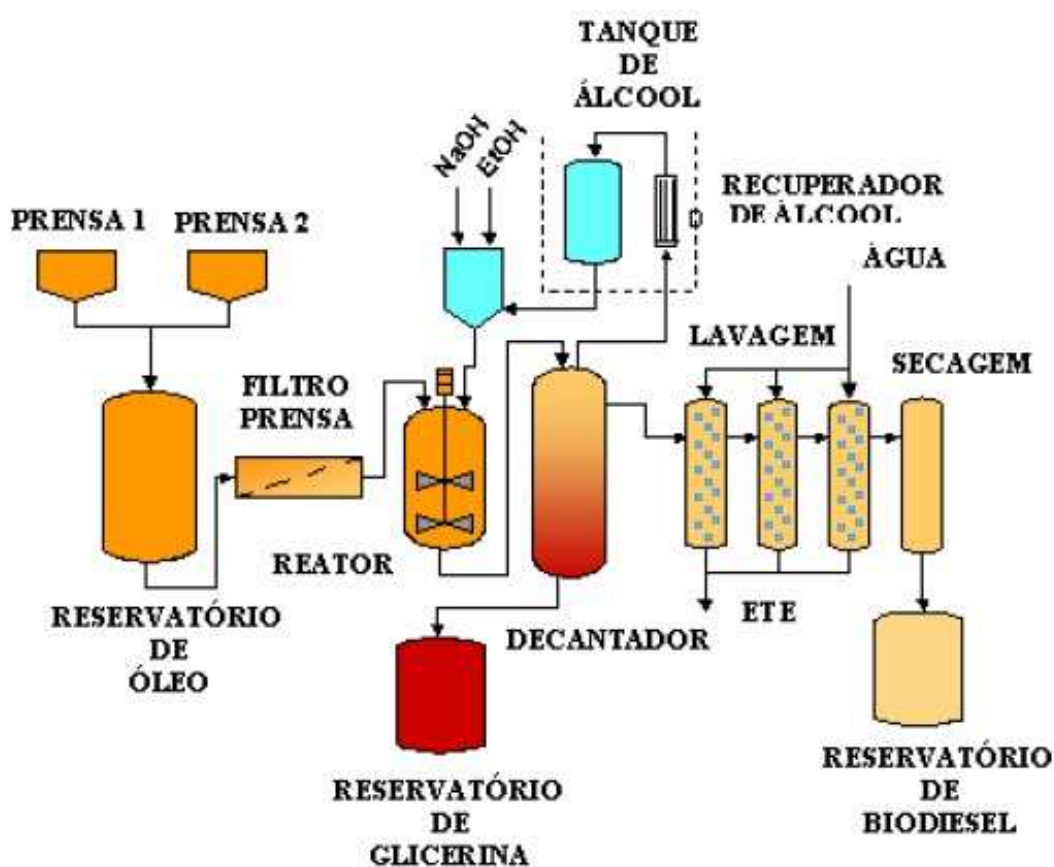 TANQUE
DE
ÁLCOOL
NaOH
EtOH
RECUPERADOR
DE ÁLCOOL
PRENSA 1
PRENSA 2
ÁGUA
LAVAGEM
SECAGEM
FILTRO
PRENSA
REATOR
ETE
RESERVATÓRIO
DE
ÓLEO
DECANTADOR
RESERVATÓRIO
DE
GLICERINA
RESERVATÓRIO
DE
BIODIESEL